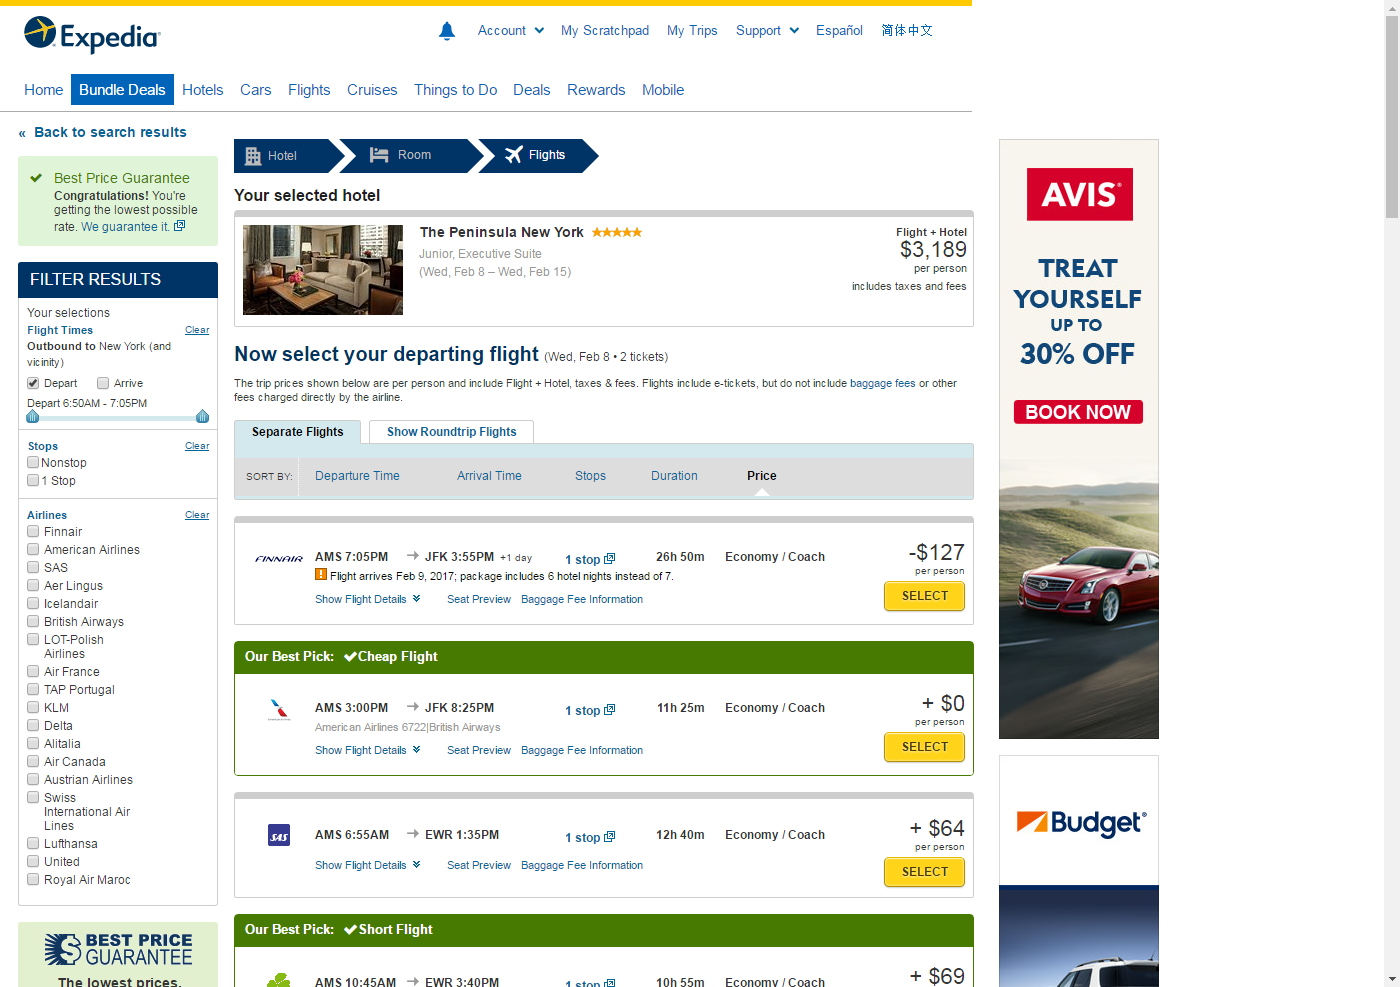 Expedia
Account
My Scratchpad
My Trips
Support
Español
简体中文
Home
Bundle Deals
Hotels
Cars
Flights
Cruises
Things to Do
Deals
Rewards
Mobile
« Back to search results
Best Price Guarantee
Congratulations! You're
getting the lowest possible
rate. We guarantee it.
FILTER RESULTS
Your selections
Flight Times Clear
Outbound to New York (and
vicinity)
Depart Arrive
Depart 6:50AM - 7:05PM
Stops Clear
Nonstop
1 Stop
Airlines Clear
Finnair
American Airlines
SAS
Aer Lingus
Icelandair
British Airways
LOT-Polish
Airlines
Air France
TAP Portugal
KLM
Delta
Alitalia
Air Canada
Austrian Airlines
Swiss
International Air
Lines
Lufthansa
United
Royal Air Maroc
BEST PRICE
GUARANTEE
The lowest prices.
Hotel
Room
Flights
Your selected hotel
The Peninsula New York
Junior, Executive Suite
(Wed, Feb 8 – Wed, Feb 15)
Flight + Hotel
$3,189
per person
includes taxes and fees
Now select your departing flight (Wed, Feb 8 • 2 tickets)
The trip prices shown below are per person and include Flight + Hotel, taxes & fees. Flights include e-tickets, but do not include baggage fees or other
fees charged directly by the airline.
Separate Flights
Show Roundtrip Flights
SORT BY: Departure Time Arrival Time Stops Duration Price
FINNAIR AMS 7:05PM JFK 3:55PM +1 day 1 stop 26h 50m Economy / Coach -$127
per person
! Flight arrives Feb 9, 2017; package includes 6 hotel nights instead of 7.
Show Flight Details Seat Preview Baggage Fee Information SELECT
Our Best Pick: Cheap Flight
AMS 3:00PM JFK 8:25PM 1 stop 11h 25m Economy / Coach + $0
per person
American Airlines 6722|British Airways
Show Flight Details Seat Preview Baggage Fee Information SELECT
SAS AMS 6:55AM EWR 1:35PM 1 stop 12h 40m Economy / Coach + $64
per person
Show Flight Details Seat Preview Baggage Fee Information SELECT
Our Best Pick: Short Flight
AMS 10:45AM EWR 3:40PM 1 stop 10h 55m Economy / Coach + $69
AVIS
TREAT
YOURSELF
UP TO
30% OFF
BOOK NOW
Budget